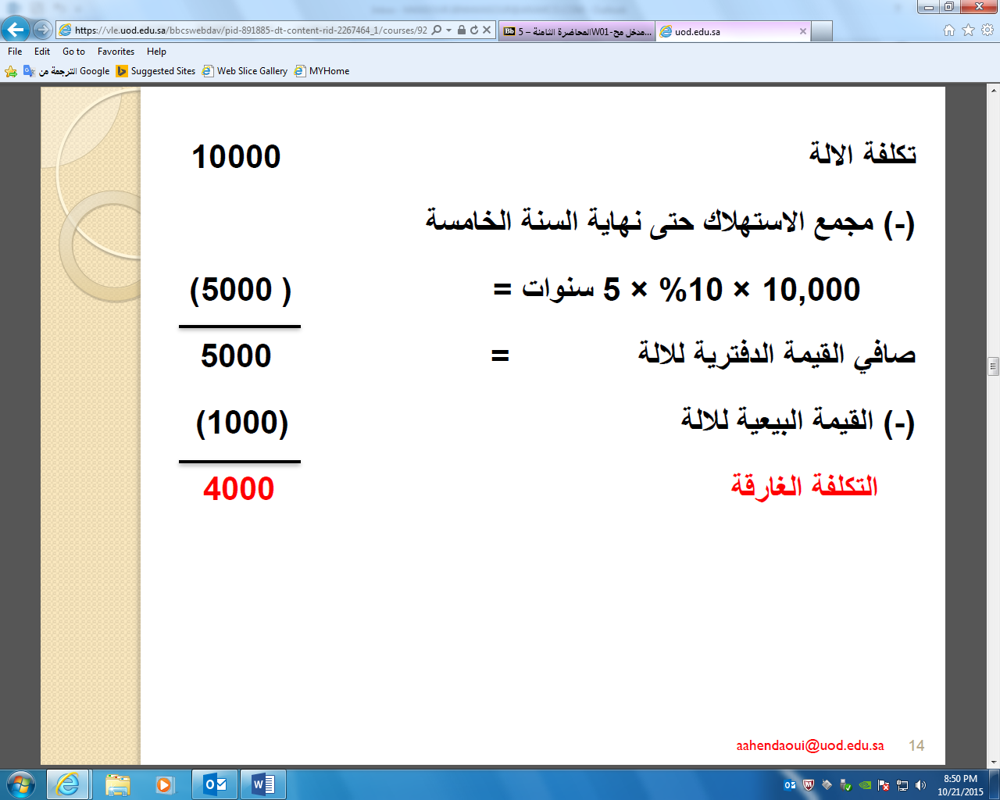 https://vle.uod.edu.sa/bbcswebdav/pid-891885-dt-content-rid-2267464_1/courses/92
Bb 5 – المحاضرة الثامنةW01-مدخل مح...
uod.edu.sa
File Edit Go to Favorites Help
الترجمة من Google Suggested Sites Web Slice Gallery MYHome
تكلفة الالة 10000
(-) مجمع الاستهلاك حتى نهاية السنة الخامسة
10,000 × 10% × 5 سنوات = (5000 )
صافي القيمة الدفترية للالة = 5000
(-) القيمة البيعية للالة (1000)
التكلفة الغارقة 4000
aahendaoui@uod.edu.sa 14
8:50 PM
10/21/2015